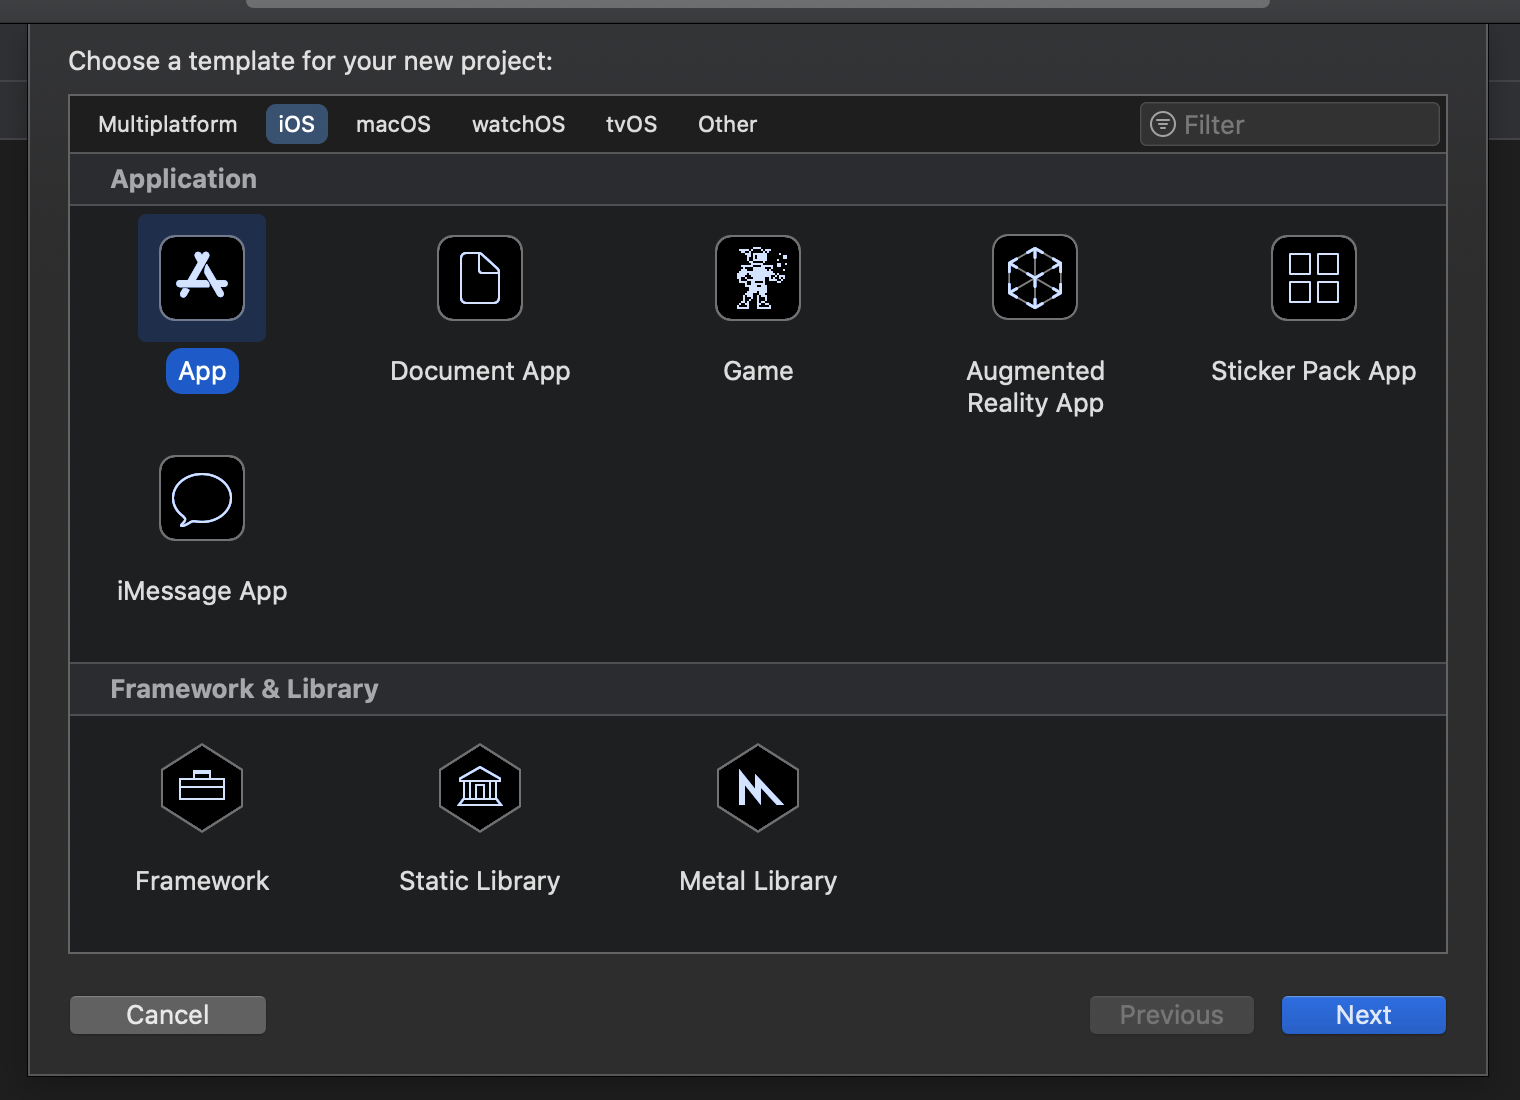 Choose a template for your new project:
Multiplatform iOS macOS watchOS tvOS Other Filter
Application
App Document App Game Augmented Reality App Sticker Pack App
iMessage App
Framework & Library
Framework Static Library Metal Library
Cancel Previous Next